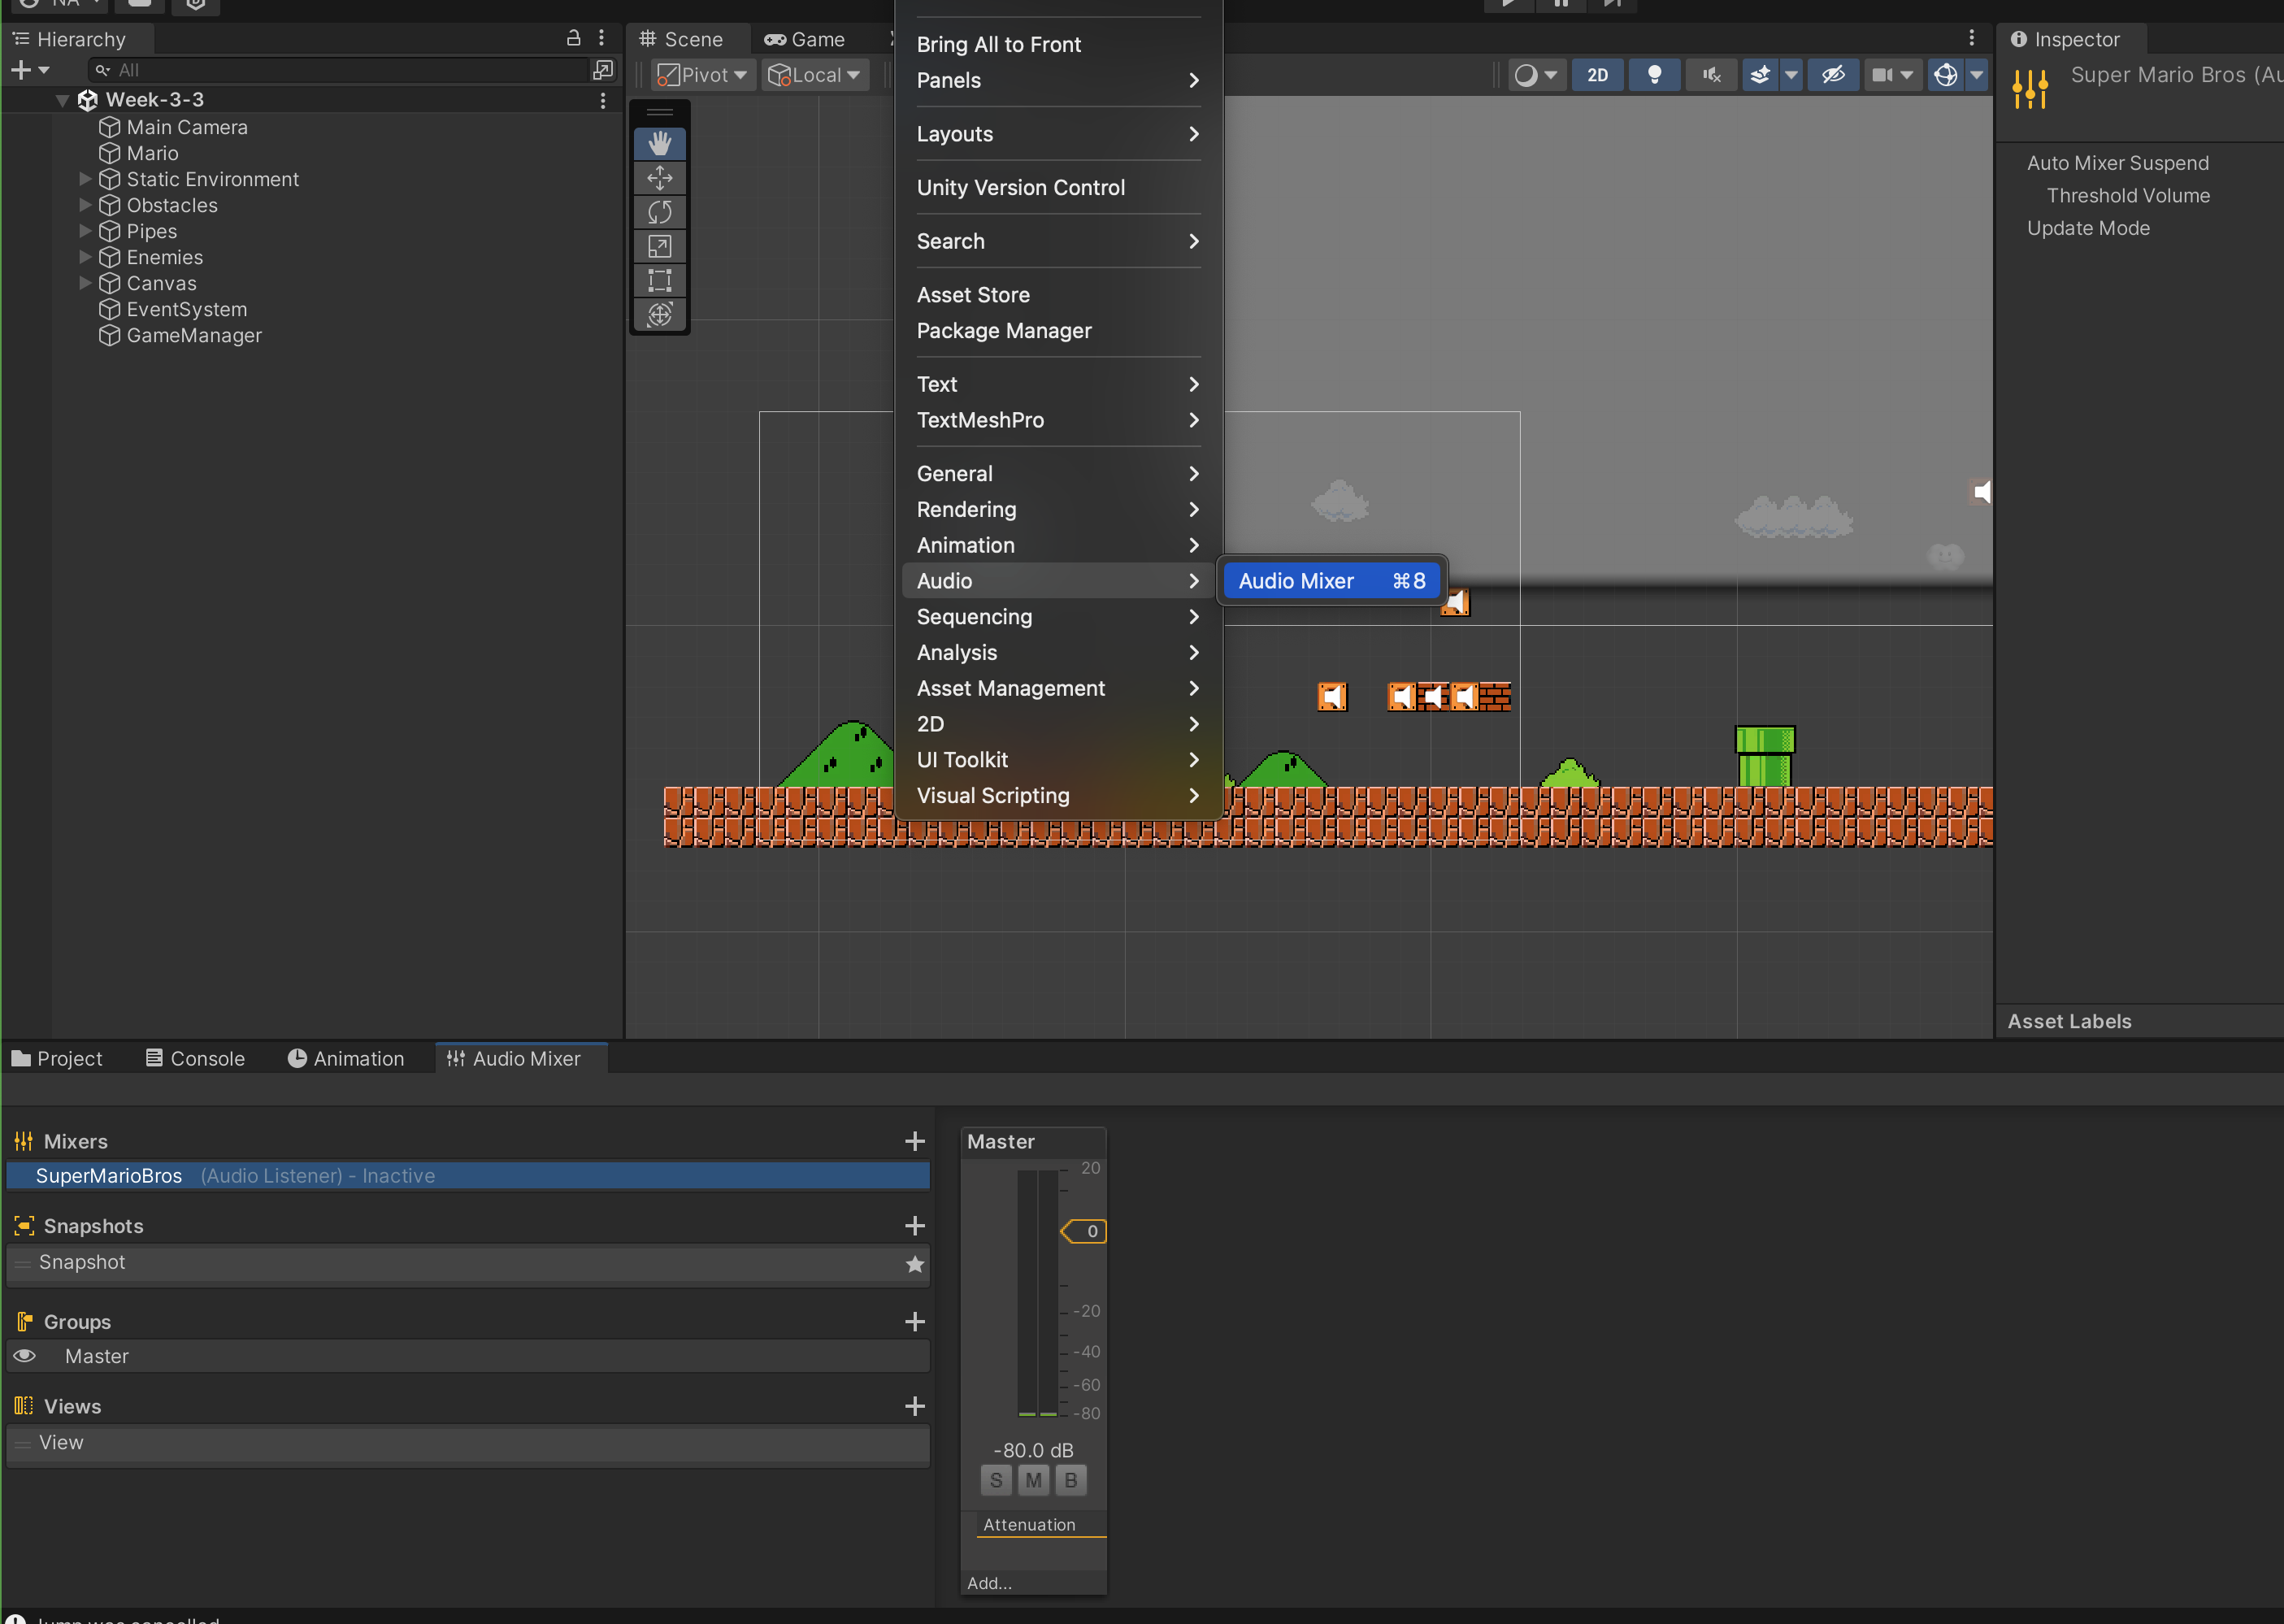 NA
Hierarchy
All
Week-3-3
Main Camera
Mario
Static Environment
Obstacles
Pipes
Enemies
Canvas
EventSystem
GameManager
Scene
Game
Pivot
Local
2D
Bring All to Front
Panels
Layouts
Unity Version Control
Search
Asset Store
Package Manager
Text
TextMeshPro
General
Rendering
Animation
Audio
Audio Mixer ⌘8
Sequencing
Analysis
Asset Management
2D
UI Toolkit
Visual Scripting
Inspector
Super Mario Bros (Au
Auto Mixer Suspend
Threshold Volume
Update Mode
Asset Labels
Project
Console
Animation
Audio Mixer
Mixers
SuperMarioBros (Audio Listener) - Inactive
Snapshots
Snapshot
Groups
Master
Views
View
Master
20
0
-20
-40
-60
-80
-80.0 dB
S M B
Attenuation
Add...
Jump was cancelled